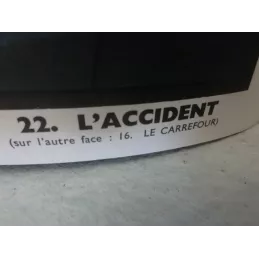 22. L'ACCIDENT
(sur l'autre face : 16. LE CARREFOUR)